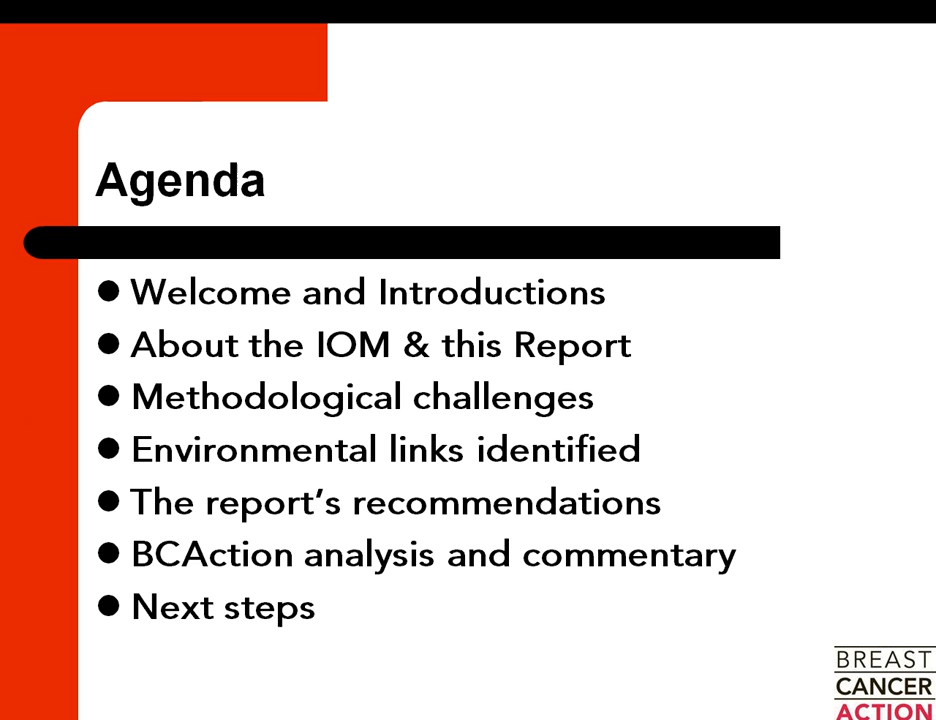 Agenda
Welcome and Introductions
About the IOM & this Report
Methodological challenges
Environmental links identified
The report’s recommendations
BCAction analysis and commentary
Next steps
BREAST
CANCER
ACTION